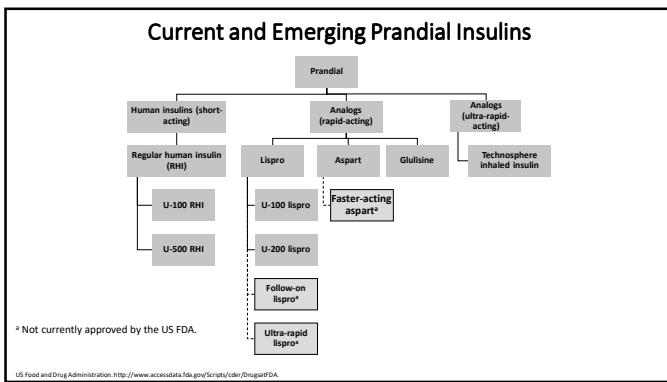 Current and Emerging Prandial Insulins
Prandial
Human insulins (short-
acting)
Analogs
(rapid-acting)
Analogs
(ultra-rapid-
acting)
Regular human insulin
(RHI)
Lispro
Aspart
Glulisine
Technosphere
inhaled insulin
U-100 RHI
U-100 lispro
Faster-acting
aspartᵃ
U-500 RHI
U-200 lispro
Follow-on
lisproᵃ
Ultra-rapid
lisproᵃ
ᵃ Not currently approved by the US FDA.
US Food and Drug Administration. http://www.accessdata.fda.gov/Scripts/cder/DrugsatFDA.